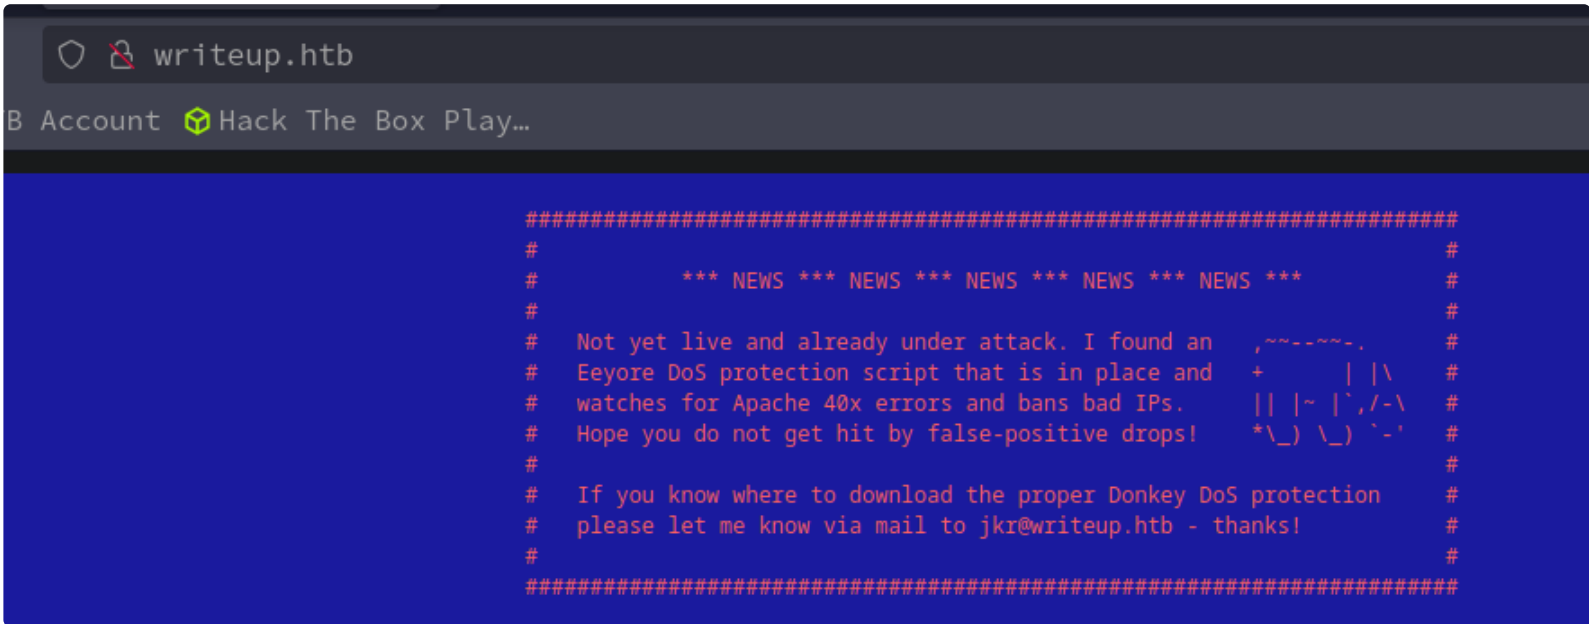 writeup.htb
B Account Hack The Box Play…
########################################################################
#                                                                      #
#           *** NEWS *** NEWS *** NEWS *** NEWS *** NEWS ***           #
#                                                                      #
#   Not yet live and already under attack. I found an   ,~~--~~-.      #
#   Eeyore DoS protection script that is in place and   +      | |\    #
#   watches for Apache 40x errors and bans bad IPs.     || |~ |`,/-\   #
#   Hope you do not get hit by false-positive drops!    *\_) \_) `-'   #
#                                                                      #
#   If you know where to download the proper Donkey DoS protection     #
#   please let me know via mail to jkr@writeup.htb - thanks!           #
#                                                                      #
########################################################################